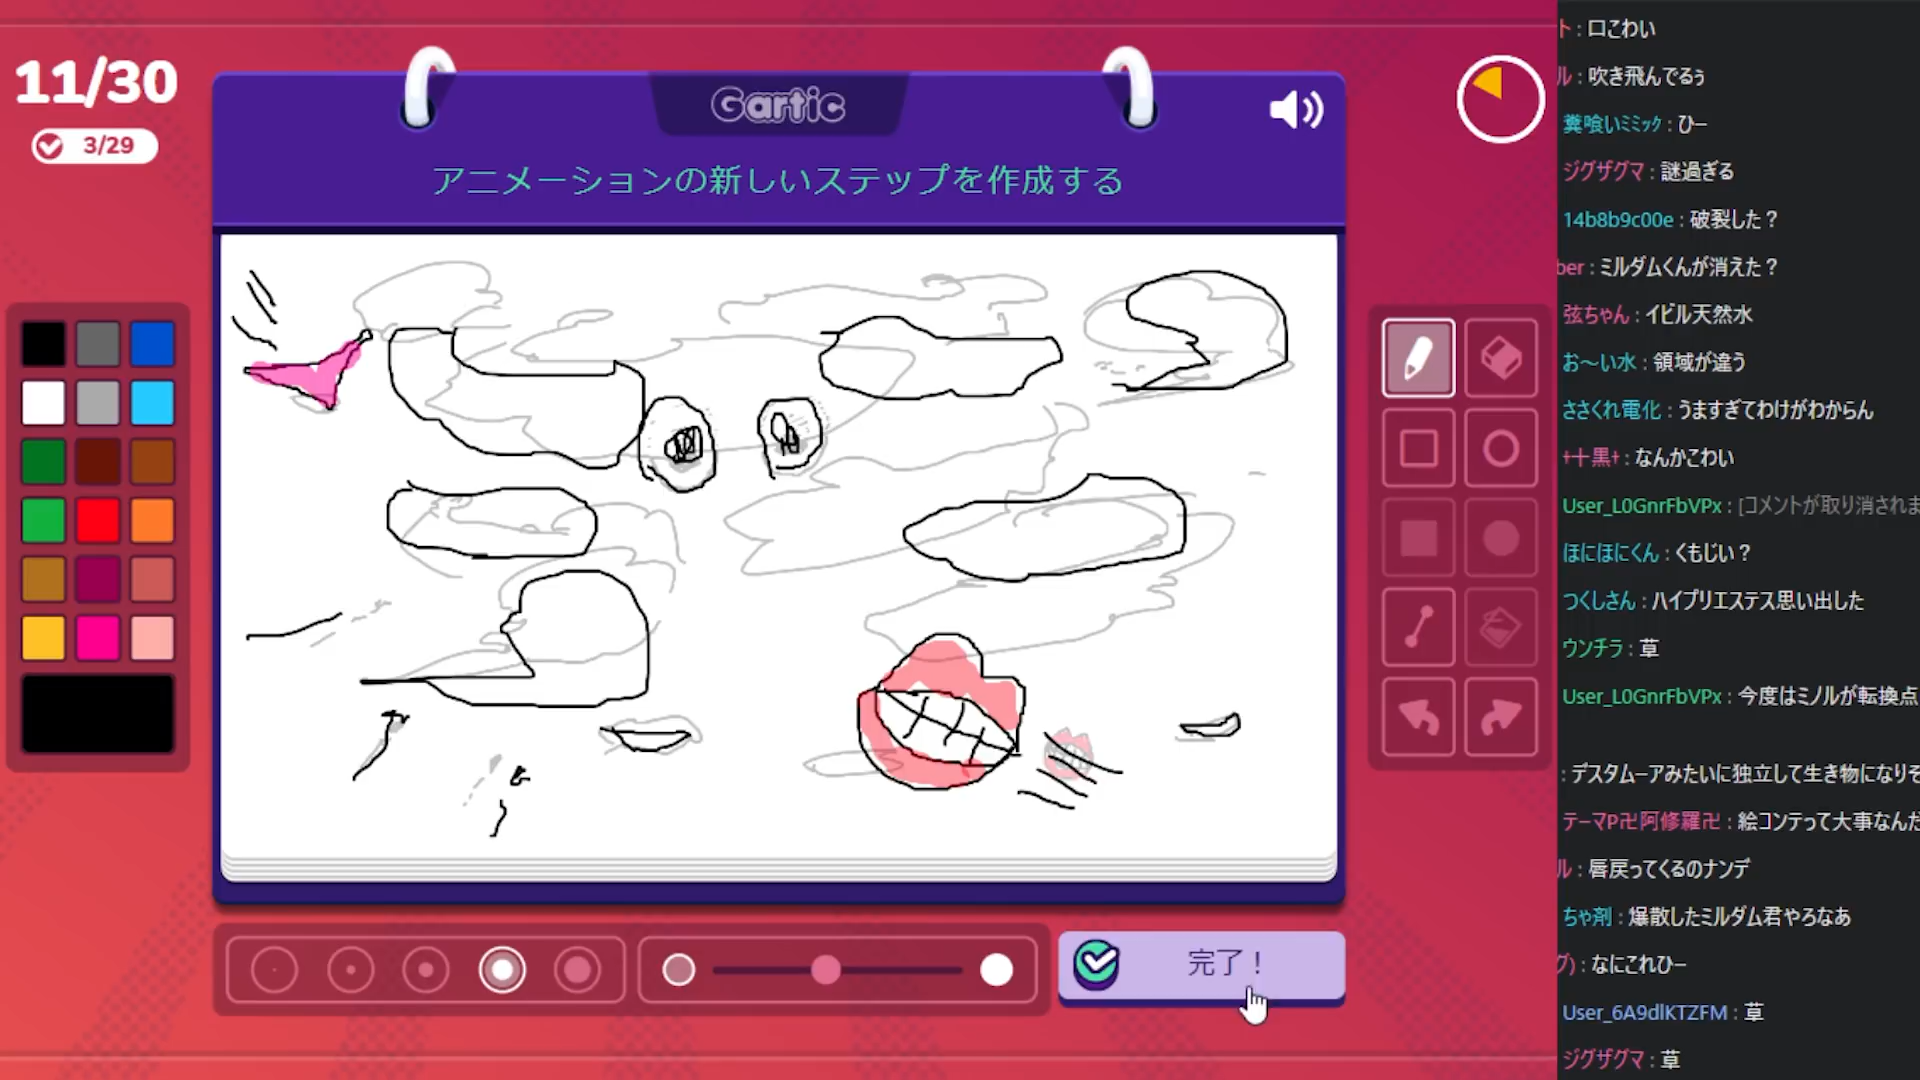 11/30
3/29
Gartic
アニメーションの新しいステップを作成する
完了！
ト : 口こわい
ル : 吹き飛んでるぅ
糞喰いミミック : ひー
ジグザグマ : 謎過ぎる
14b8b9c00e : 破裂した？
ber : ミルダムくんが消えた？
弦ちゃん : イビル天然水
お〜い水 : 領域が違う
ささくれ電化 : うますぎてわけがわからん
╋十黒╋ : なんかこわい
User_L0GnrFbVPx : [コメントが取り消されま
ほにほにくん : くもじい？
つくしさん : ハイプリエステス思い出した
ウンチラ : 草
User_L0GnrFbVPx : 今度はミノルが転換点
: デスタムーアみたいに独立して生き物になりそ
テーマP卍阿修羅卍 : 絵コンテって大事なんだ
ル : 唇戻ってくるのナンデ
ちゃ剤 : 爆散したミルダム君やろなあ
グ) : なにこれひー
User_6A9dlKTZFM : 草
ジグザグマ : 草